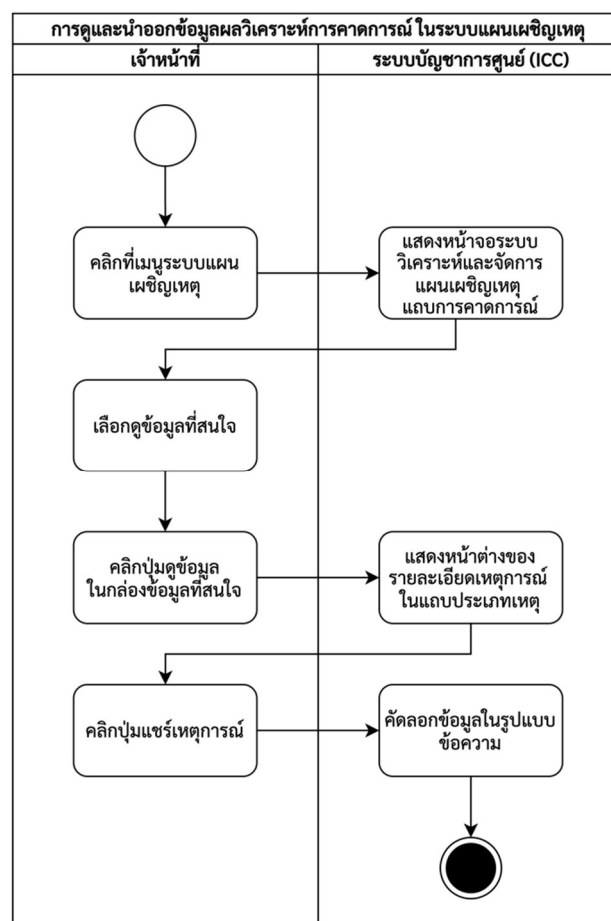 การดูและนำออกข้อมูลผลวิเคราะห์การคาดการณ์ ในระบบแผนเผชิญเหตุ
เจ้าหน้าที่
ระบบบัญชาการศูนย์ (ICC)
คลิกที่เมนูระบบแผน
เผชิญเหตุ
แสดงหน้าจอระบบ
วิเคราะห์และจัดการ
แผนเผชิญเหตุ
แถบการคาดการณ์
เลือกดูข้อมูลที่สนใจ
คลิกปุ่มดูข้อมูล
ในกล่องข้อมูลที่สนใจ
แสดงหน้าต่างของ
รายละเอียดเหตุการณ์
ในแถบประเภทเหตุ
คลิกปุ่มแชร์เหตุการณ์
คัดลอกข้อมูลในรูปแบบ
ข้อความ